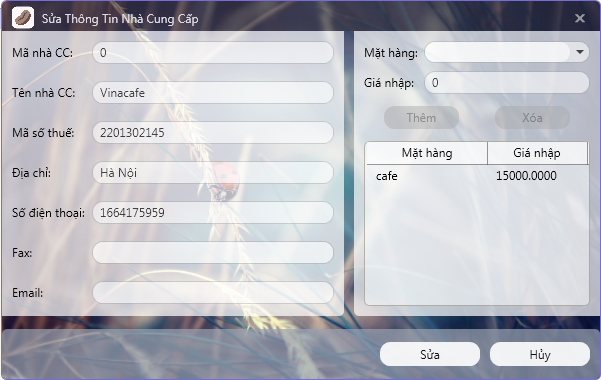 Sửa Thông Tin Nhà Cung Cấp
Mã nhà CC: 0
Tên nhà CC: Vinacafe
Mã số thuế: 2201302145
Địa chỉ: Hà Nội
Số điện thoại: 1664175959
Fax:
Email:
Mặt hàng:
Giá nhập: 0
Thêm Xóa
Mặt hàng Giá nhập
cafe 15000.0000
Sửa Hủy